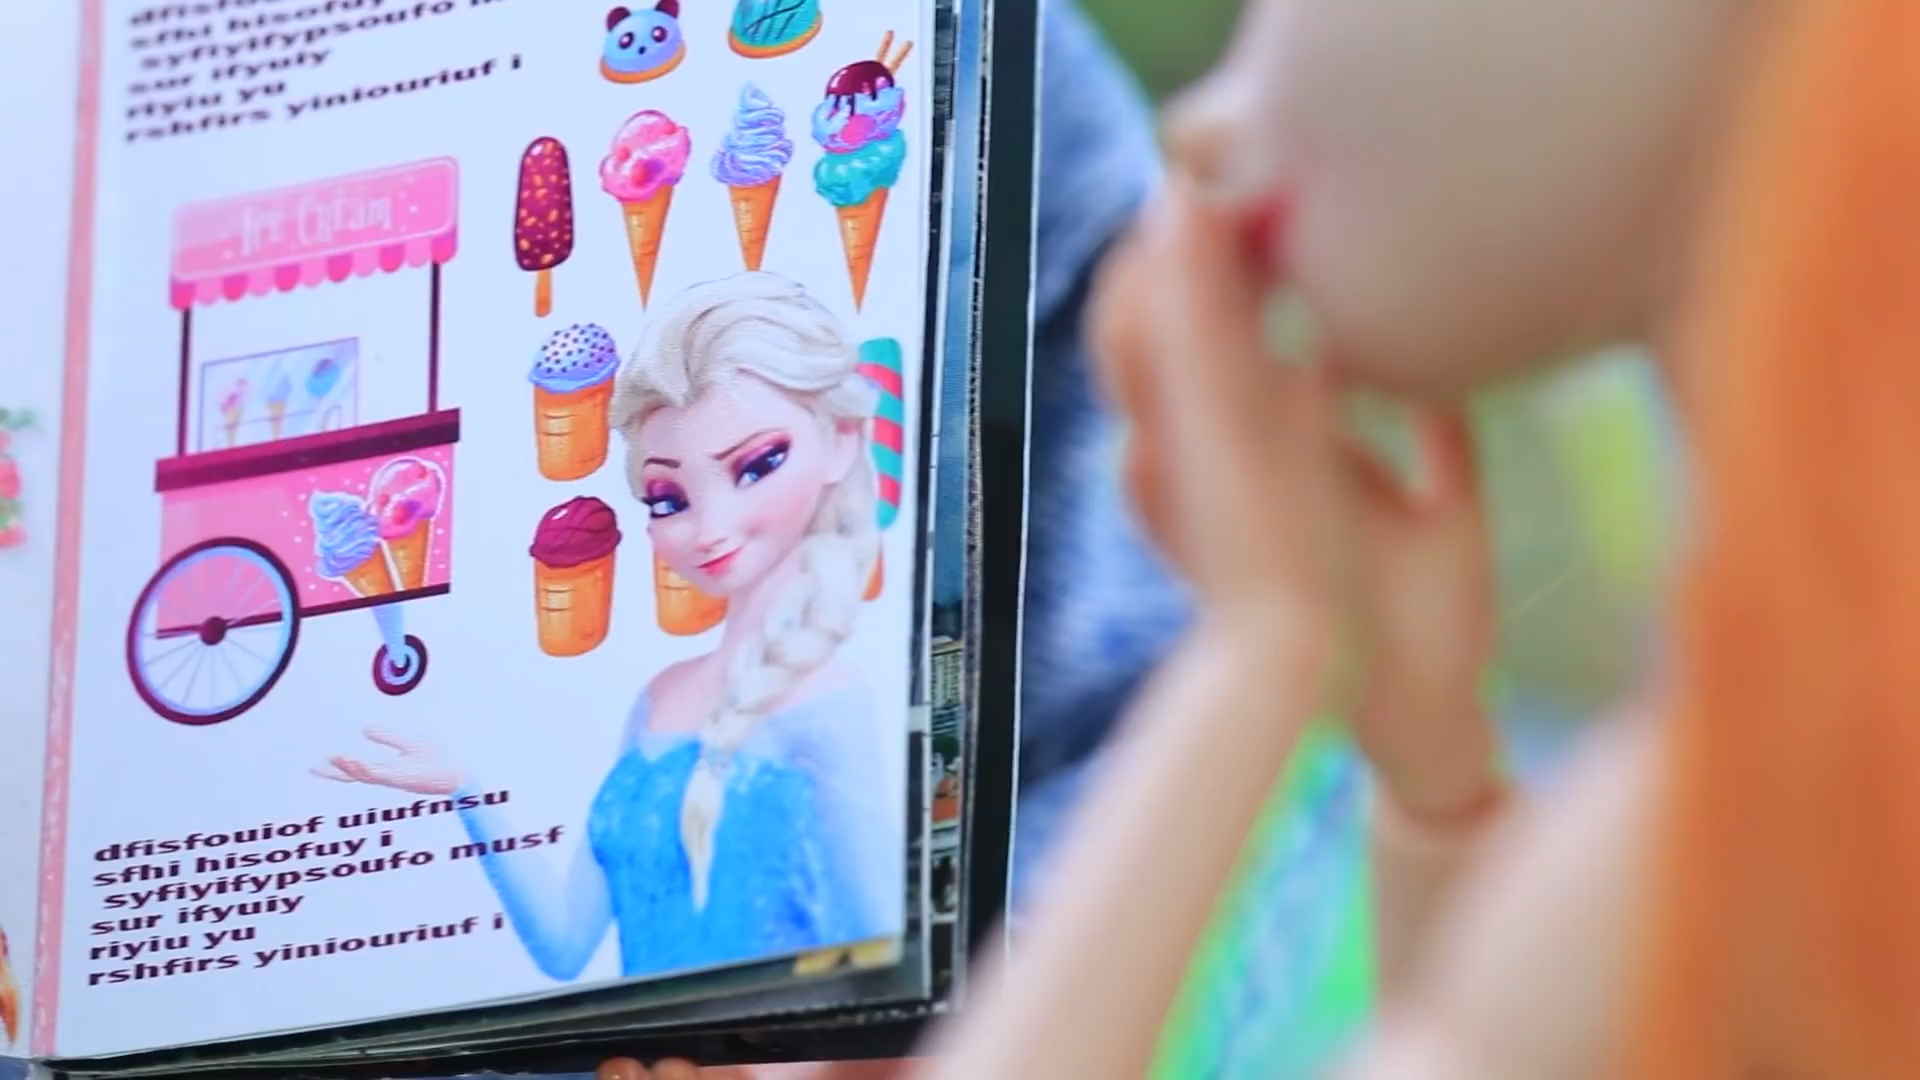 sfhi hisofuy
syfiyifypsoufo
sur ifyuiy
riyiu yu
rshfirs yiniouriuf i
Ice Cream
dfisfouiof uiufnsu
sfhi hisofuy i
syfiyifypsoufo musf
sur ifyuiy
riyiu yu
rshfirs yiniouriuf i